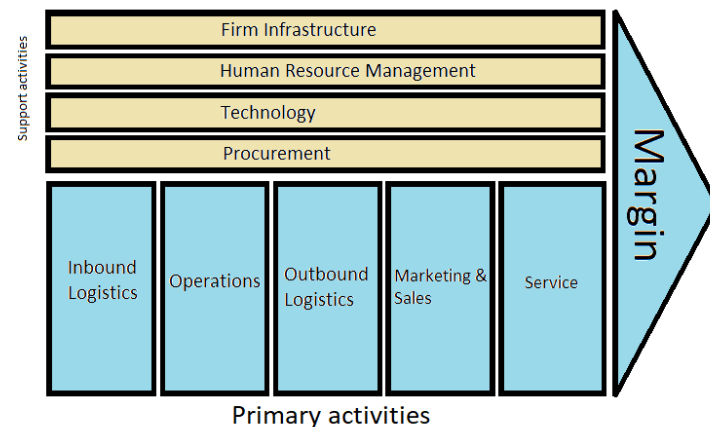 Support activities
Firm Infrastructure
Human Resource Management
Technology
Procurement
Inbound
Logistics
Operations
Outbound
Logistics
Marketing &
Sales
Service
Margin
Primary activities